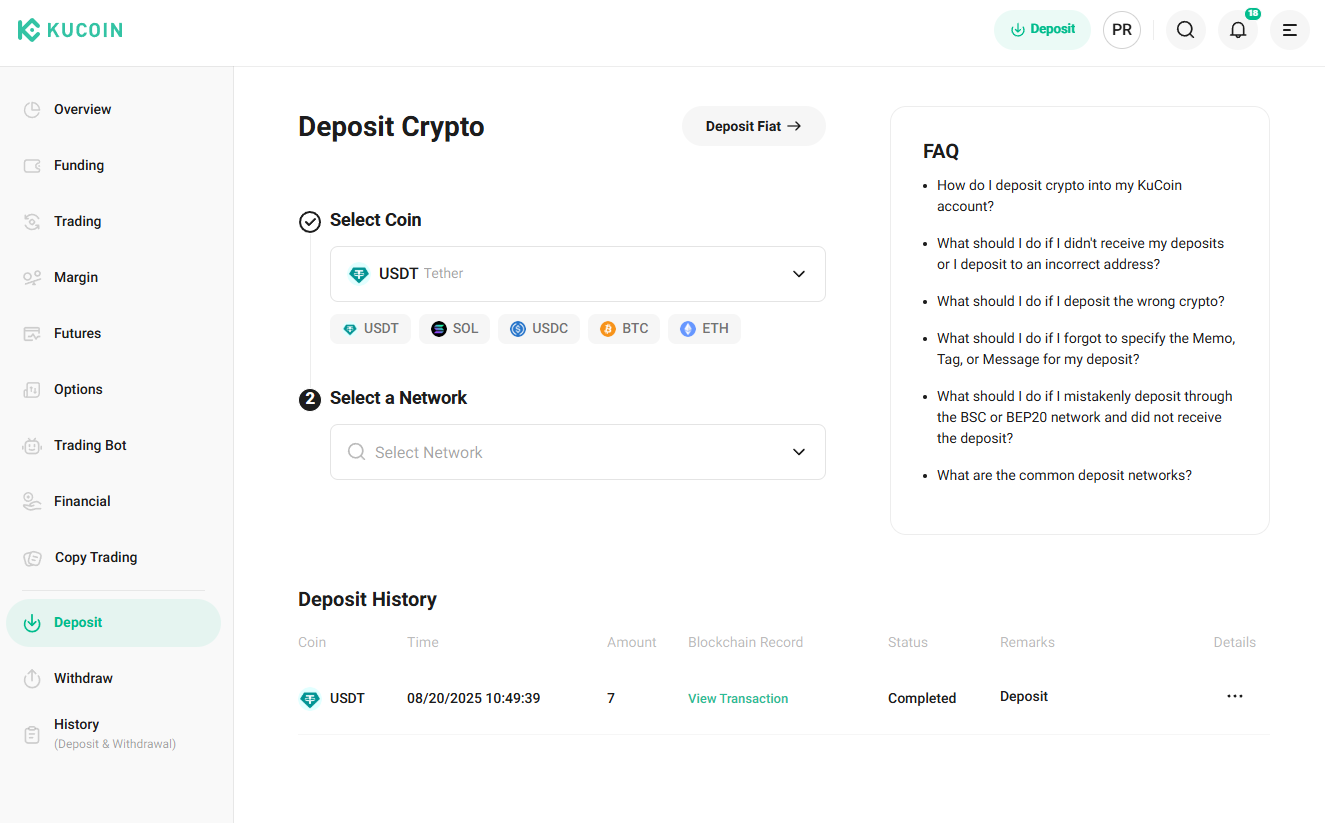 KUCOIN
Deposit
PR
18
Overview
Funding
Trading
Margin
Futures
Options
Trading Bot
Financial
Copy Trading
Deposit
Withdraw
History
(Deposit & Withdrawal)
Deposit Crypto
Deposit Fiat →
Select Coin
USDT Tether
USDT SOL USDC BTC ETH
2 Select a Network
Select Network
FAQ
• How do I deposit crypto into my KuCoin
account?
• What should I do if I didn't receive my deposits
or I deposit to an incorrect address?
• What should I do if I deposit the wrong crypto?
• What should I do if I forgot to specify the Memo,
Tag, or Message for my deposit?
• What should I do if I mistakenly deposit through
the BSC or BEP20 network and did not receive
the deposit?
• What are the common deposit networks?
Deposit History
Coin Time Amount Blockchain Record Status Remarks Details
USDT 08/20/2025 10:49:39 7 View Transaction Completed Deposit ···